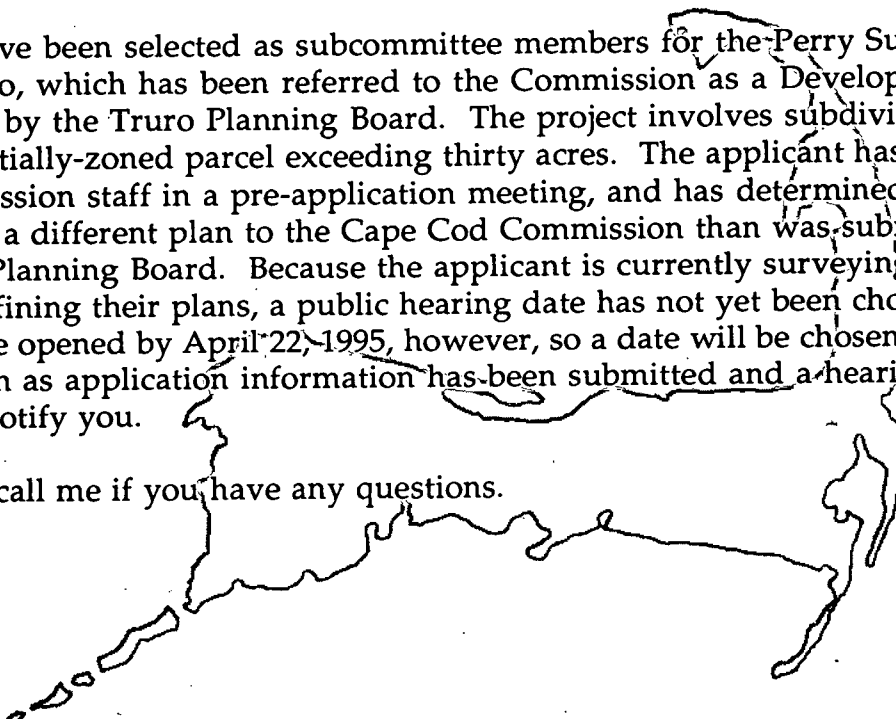 ve been selected as subcommittee members for the Perry Su
o, which has been referred to the Commission as a Develop
by the Truro Planning Board. The project involves subdivi
tially-zoned parcel exceeding thirty acres. The applicant has
ssion staff in a pre-application meeting, and has determined
a different plan to the Cape Cod Commission than was sub
Planning Board. Because the applicant is currently surveying
fining their plans, a public hearing date has not yet been cho
e opened by April 22, 1995, however, so a date will be chosen
n as application information has been submitted and a heari
otify you.
call me if you have any questions.